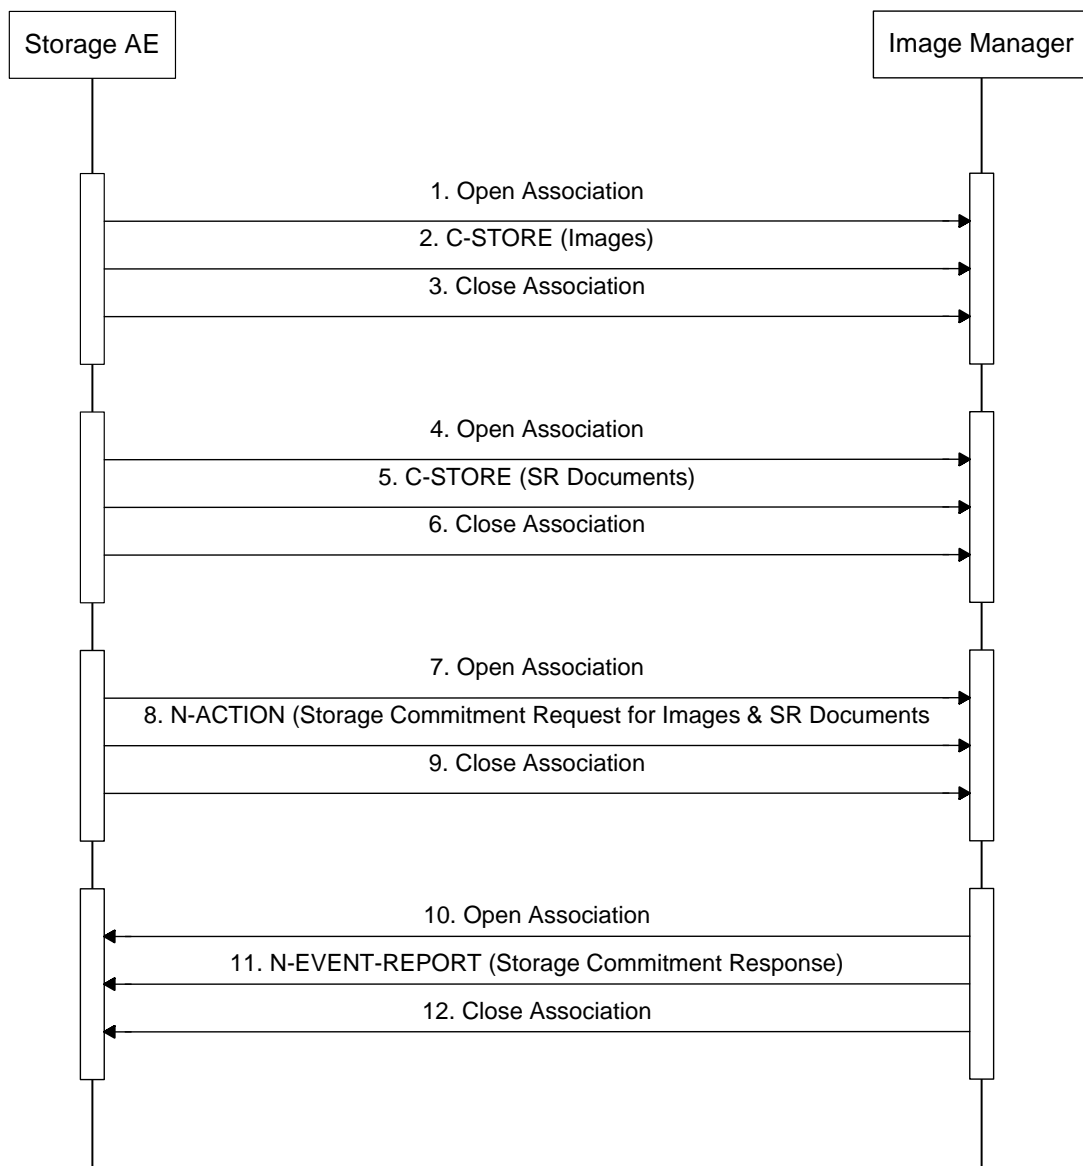 Storage AE
Image Manager
1. Open Association
2. C-STORE (Images)
3. Close Association
4. Open Association
5. C-STORE (SR Documents)
6. Close Association
7. Open Association
8. N-ACTION (Storage Commitment Request for Images & SR Documents
9. Close Association
10. Open Association
11. N-EVENT-REPORT (Storage Commitment Response)
12. Close Association